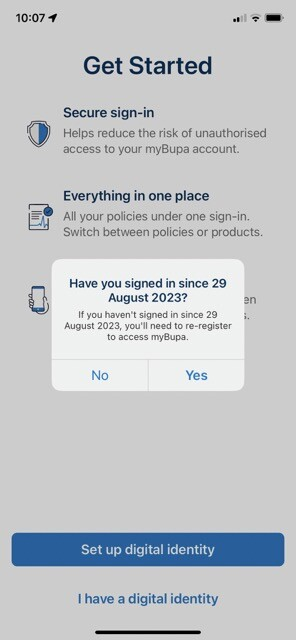 10:07
Get Started
Secure sign-in
Helps reduce the risk of unauthorised
access to your myBupa account.
Everything in one place
All your policies under one sign-in.
Switch between policies or products.
Have you signed in since 29
August 2023?
If you haven't signed in since 29
August 2023, you'll need to re-register
to access myBupa.
No
Yes
Set up digital identity
I have a digital identity